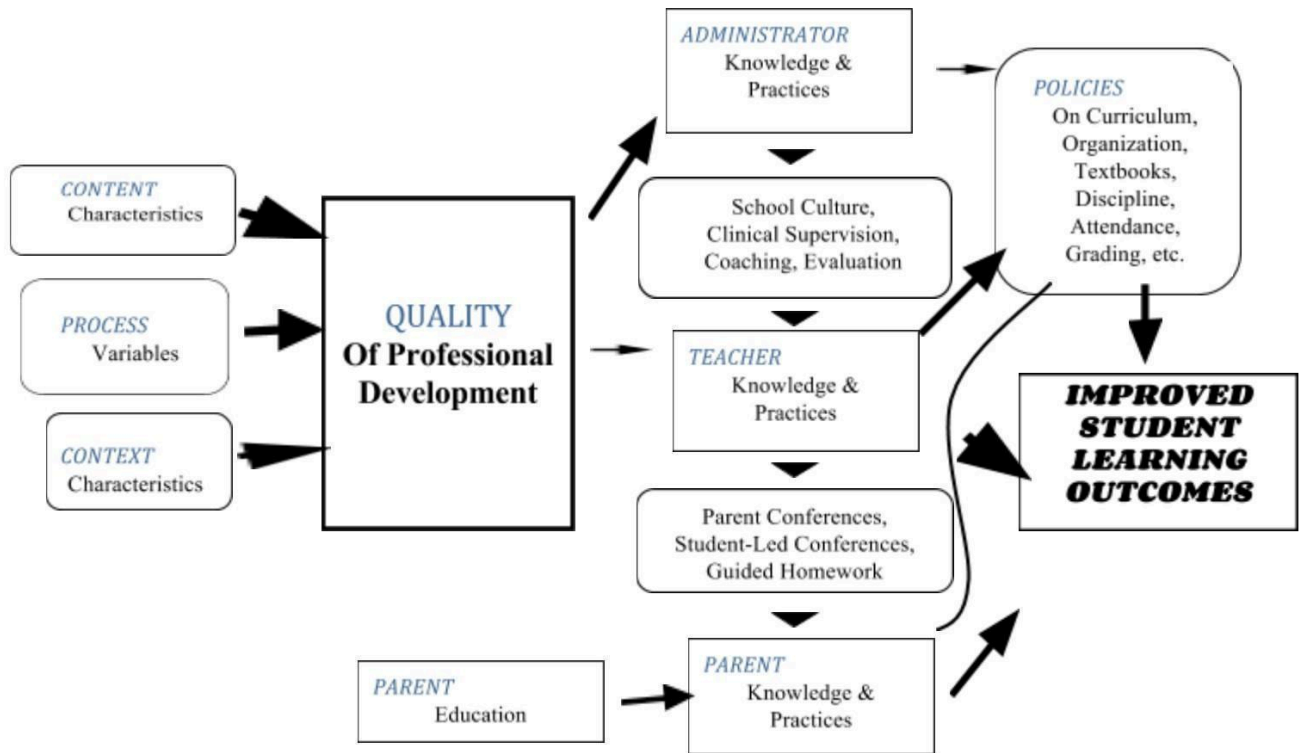 ADMINISTRATOR
Knowledge &
Practices
POLICIES
On Curriculum,
Organization,
Textbooks,
Discipline,
Attendance,
Grading, etc.
CONTENT
Characteristics
School Culture,
Clinical Supervision,
Coaching, Evaluation
PROCESS
Variables
QUALITY
Of Professional
Development
TEACHER
Knowledge &
Practices
IMPROVED
STUDENT
LEARNING
OUTCOMES
CONTEXT
Characteristics
Parent Conferences,
Student-Led Conferences,
Guided Homework
PARENT
Education
PARENT
Knowledge &
Practices